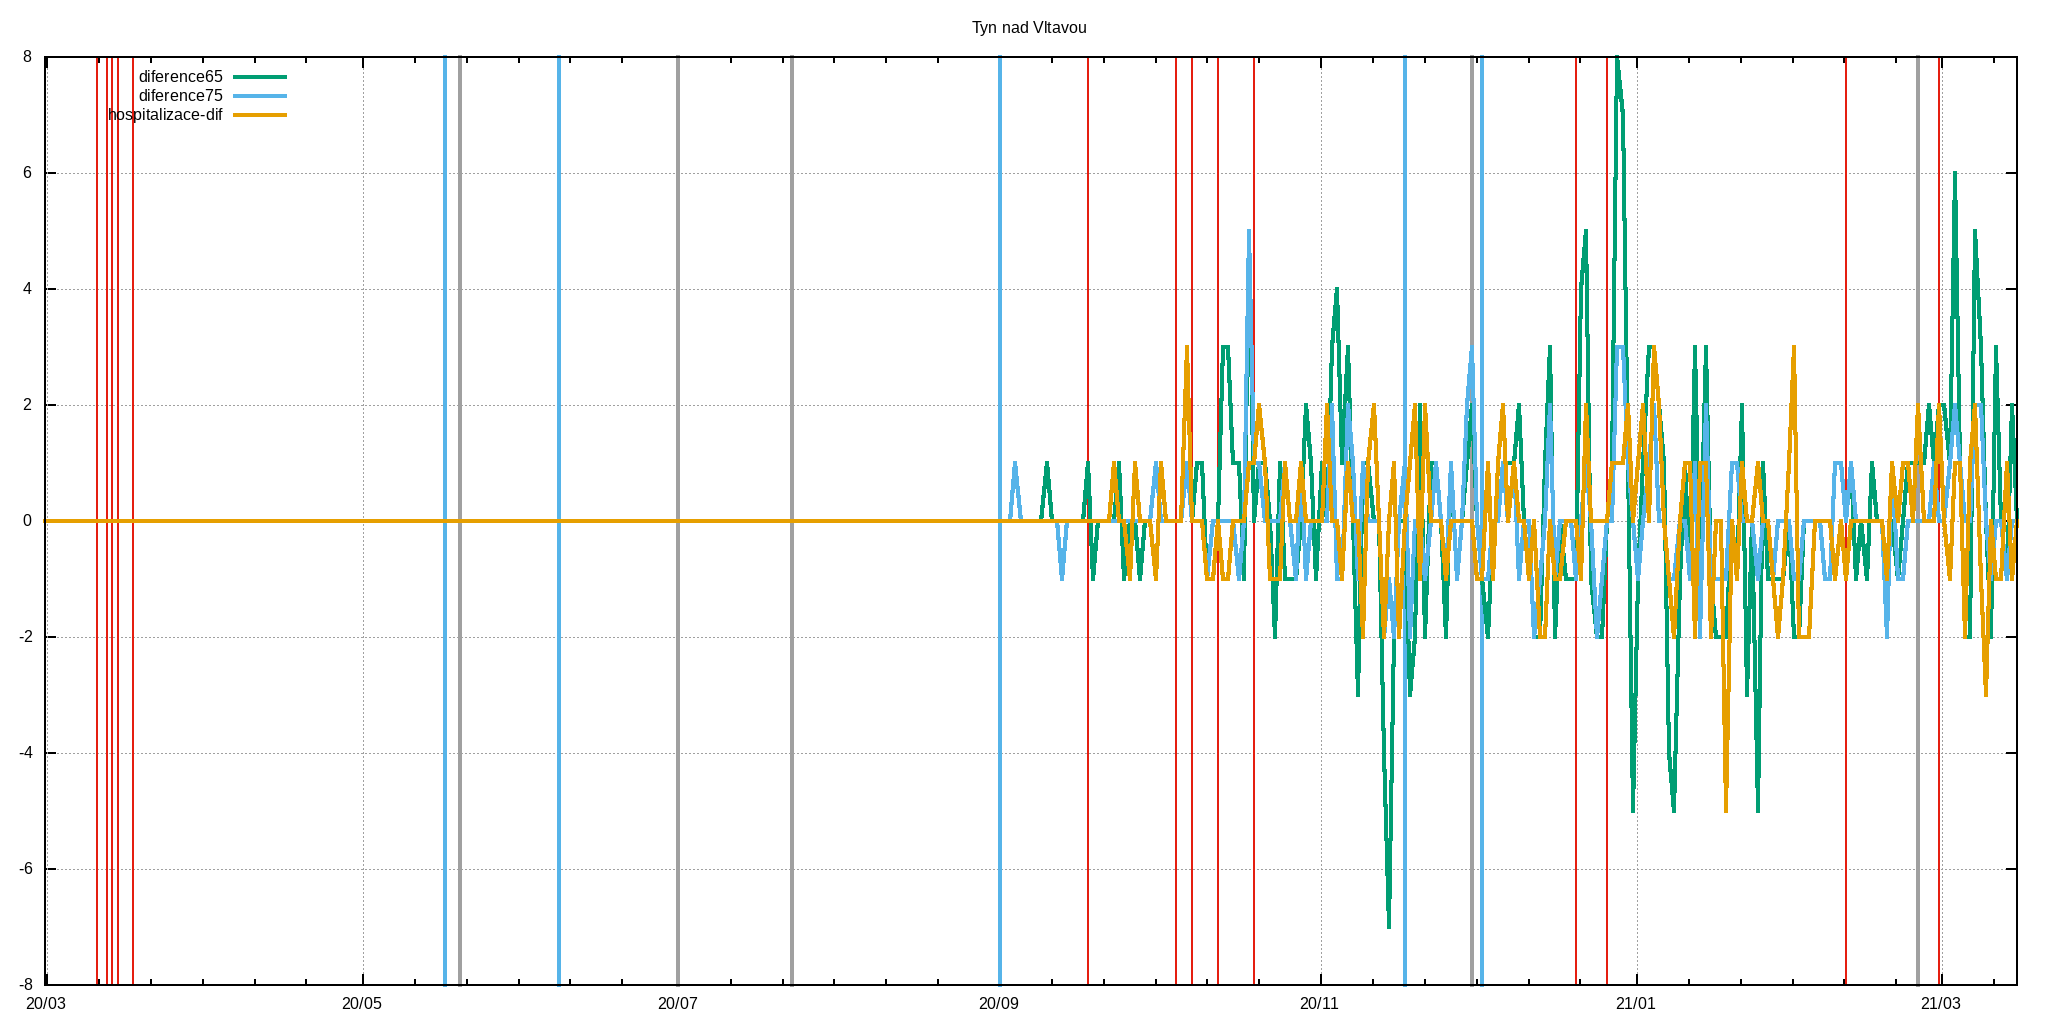 Tyn nad Vltavou
diference65
diference75
hospitalizace-dif
8
6
4
2
0
-2
-4
-6
-8
20/03 20/05 20/07 20/09 20/11 21/01 21/03